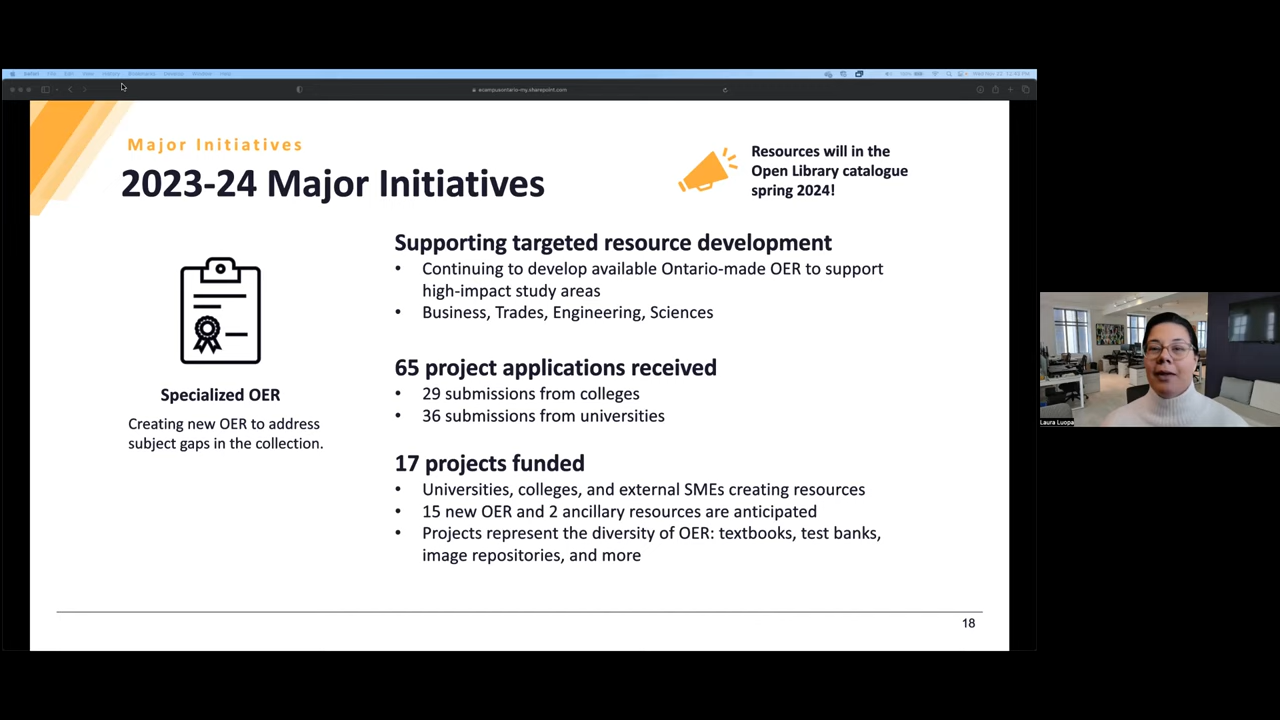 ecampusontario-my.sharepoint.com
Major Initiatives
2023-24 Major Initiatives
Resources will in the
Open Library catalogue
spring 2024!
Supporting targeted resource development
• Continuing to develop available Ontario-made OER to support
high-impact study areas
• Business, Trades, Engineering, Sciences
65 project applications received
• 29 submissions from colleges
• 36 submissions from universities
Specialized OER
Creating new OER to address
subject gaps in the collection.
17 projects funded
• Universities, colleges, and external SMEs creating resources
• 15 new OER and 2 ancillary resources are anticipated
• Projects represent the diversity of OER: textbooks, test banks,
image repositories, and more
18
Laura Luopa